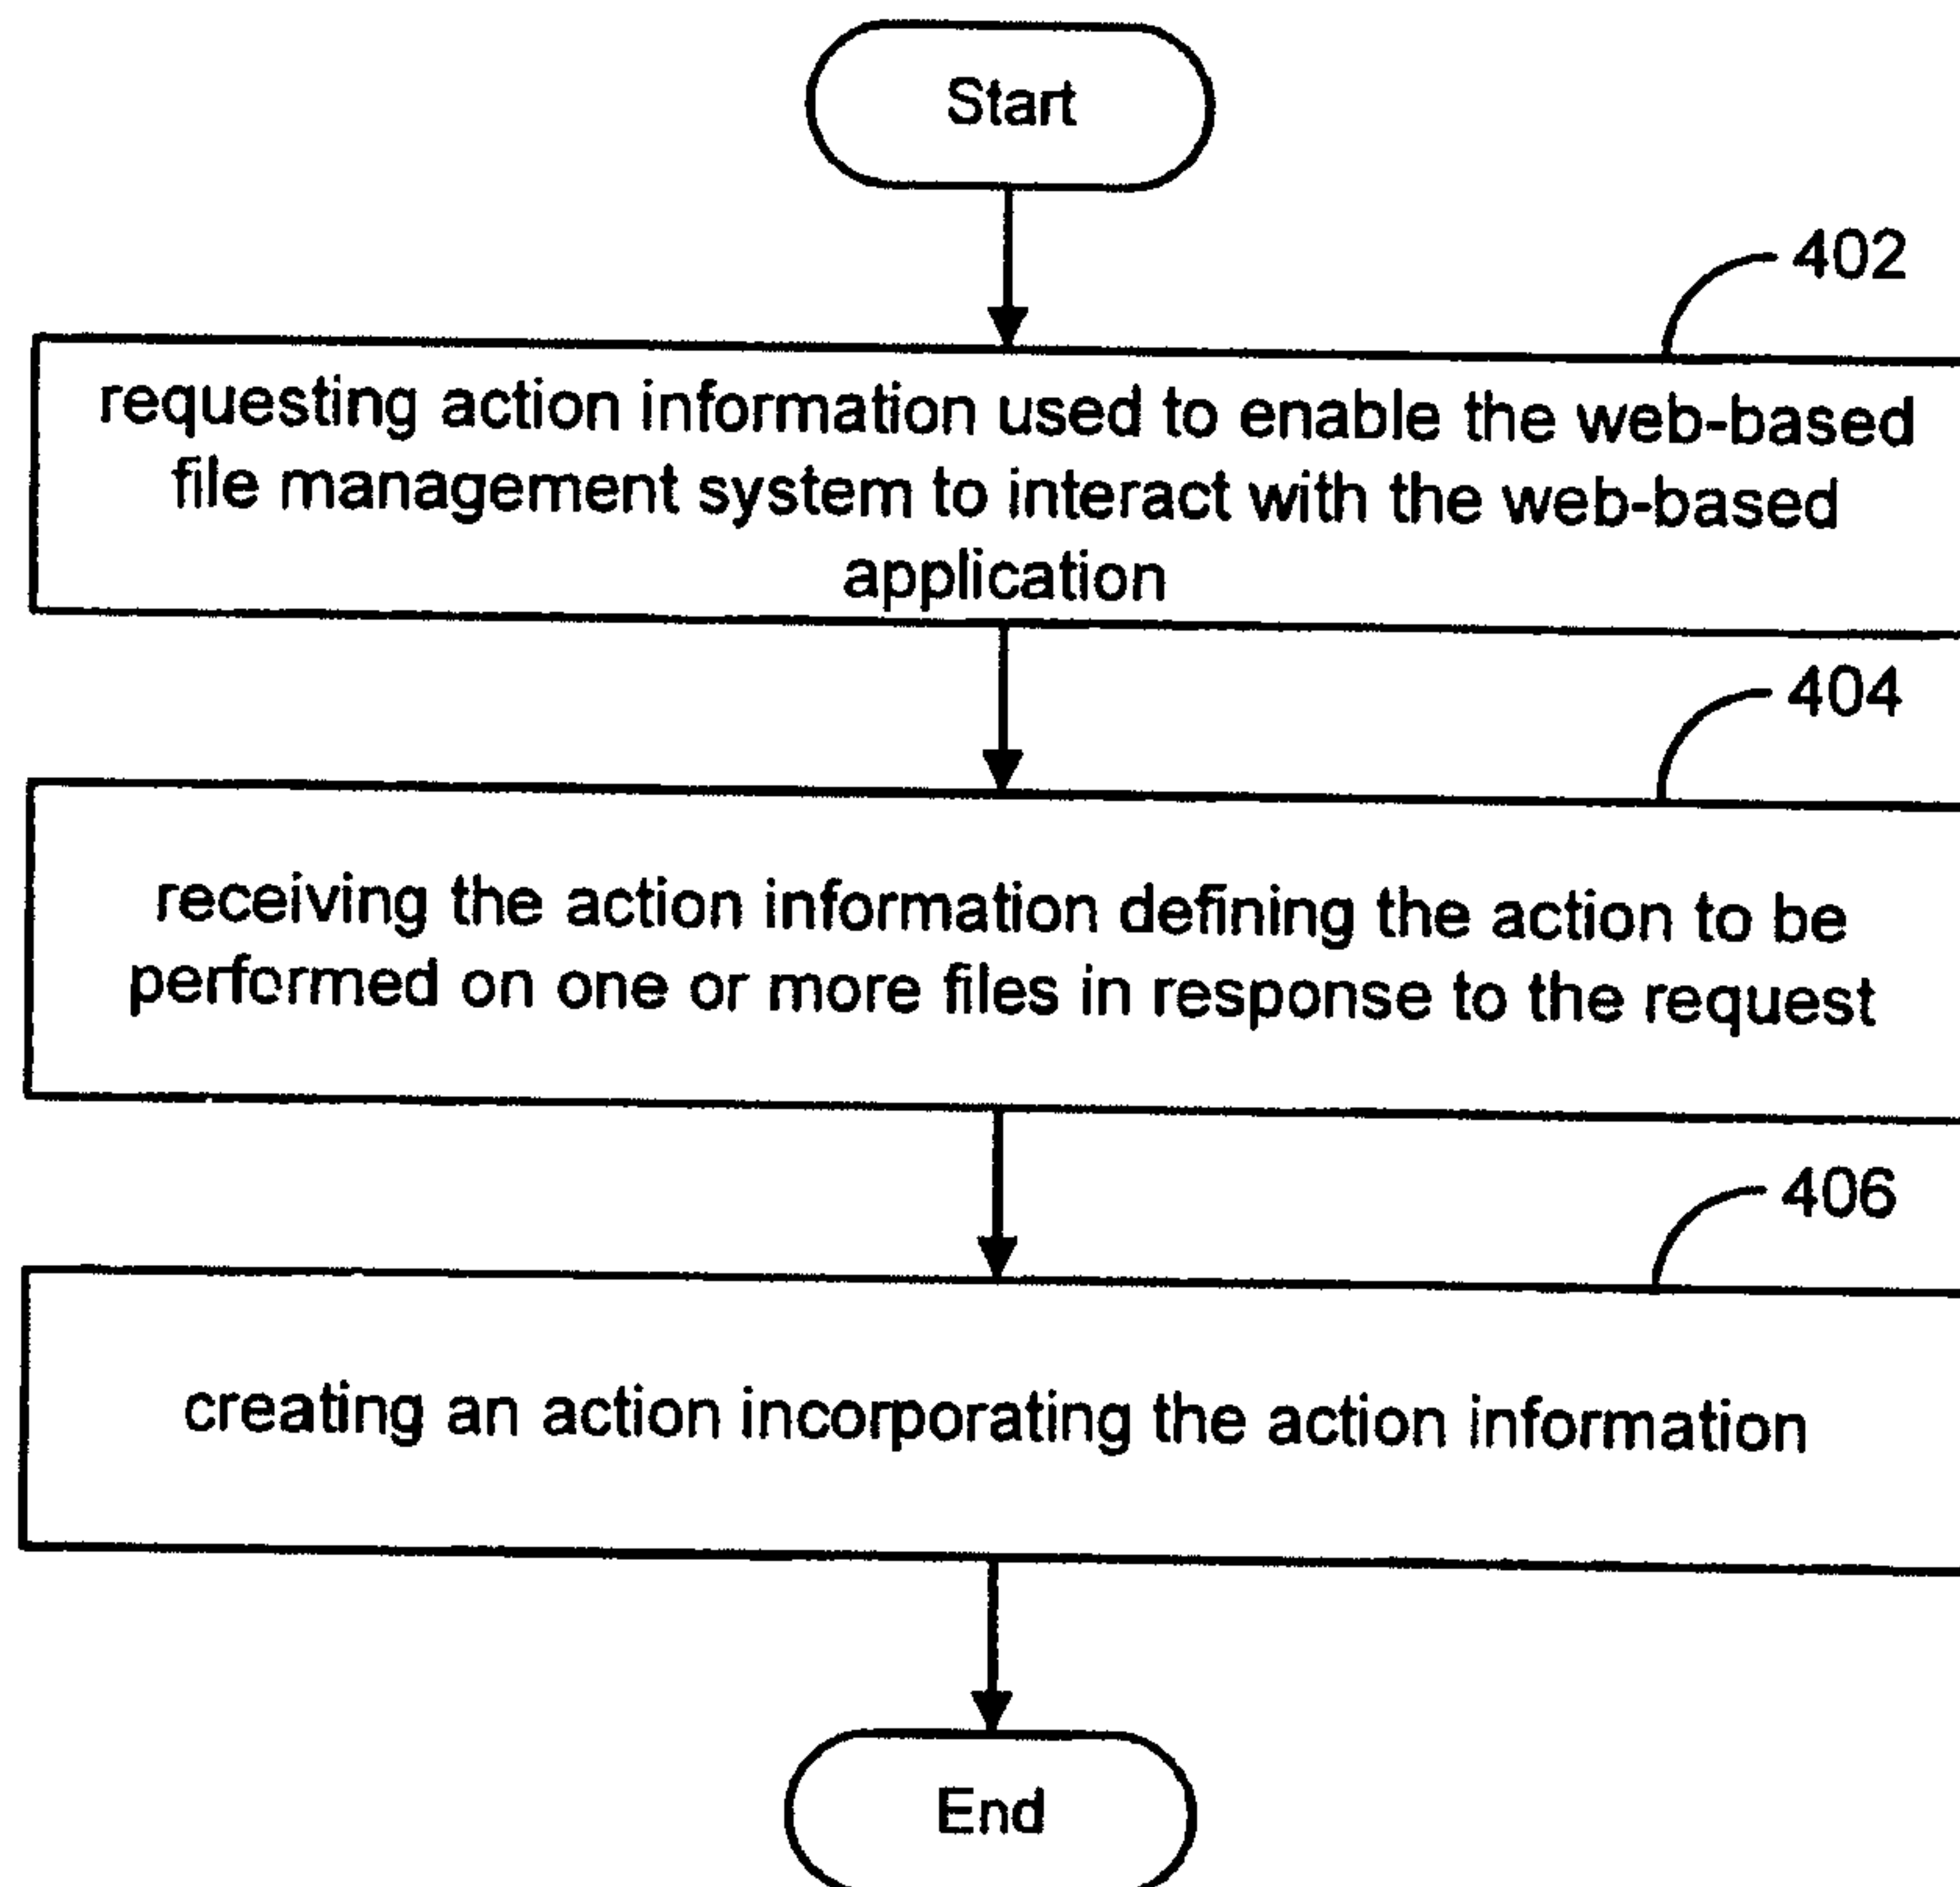 Start
402
requesting action information used to enable the web-based
file management system to interact with the web-based
application
404
receiving the action information defining the action to be
performed on one or more files in response to the request
406
creating an action incorporating the action information
End